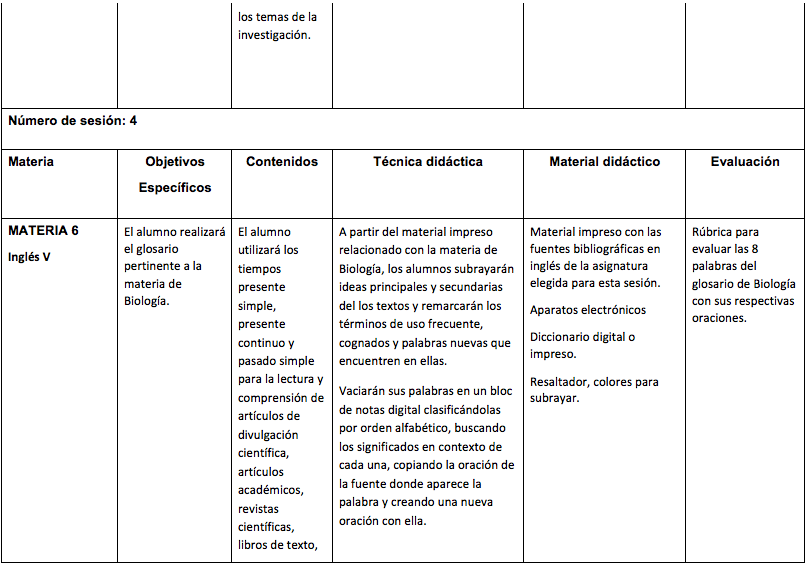 los temas de la
investigación.
Número de sesión: 4
Materia
Objetivos
Específicos
Contenidos
Técnica didáctica
Material didáctico
Evaluación
MATERIA 6
Inglés V
El alumno realizará
el glosario
pertinente a la
materia de
Biología.
El alumno
utilizará los
tiempos
presente
simple,
presente
continuo y
pasado simple
para la lectura y
comprensión de
artículos de
divulgación
científica,
artículos
académicos,
revistas
científicas,
libros de texto,
A partir del material impreso
relacionado con la materia de
Biología, los alumnos subrayarán
ideas principales y secundarias
del los textos y remarcarán los
términos de uso frecuente,
cognados y palabras nuevas que
encuentren en ellas.
Vaciarán sus palabras en un bloc
de notas digital clasificándolas
por orden alfabético, buscando
los significados en contexto de
cada una, copiando la oración de
la fuente donde aparece la
palabra y creando una nueva
oración con ella.
Material impreso con las
fuentes bibliográficas en
inglés de la asignatura
elegida para esta sesión.
Aparatos electrónicos
Diccionario digital o
impreso.
Resaltador, colores para
subrayar.
Rúbrica para
evaluar las 8
palabras del
glosario de Biología
con sus respectivas
oraciones.